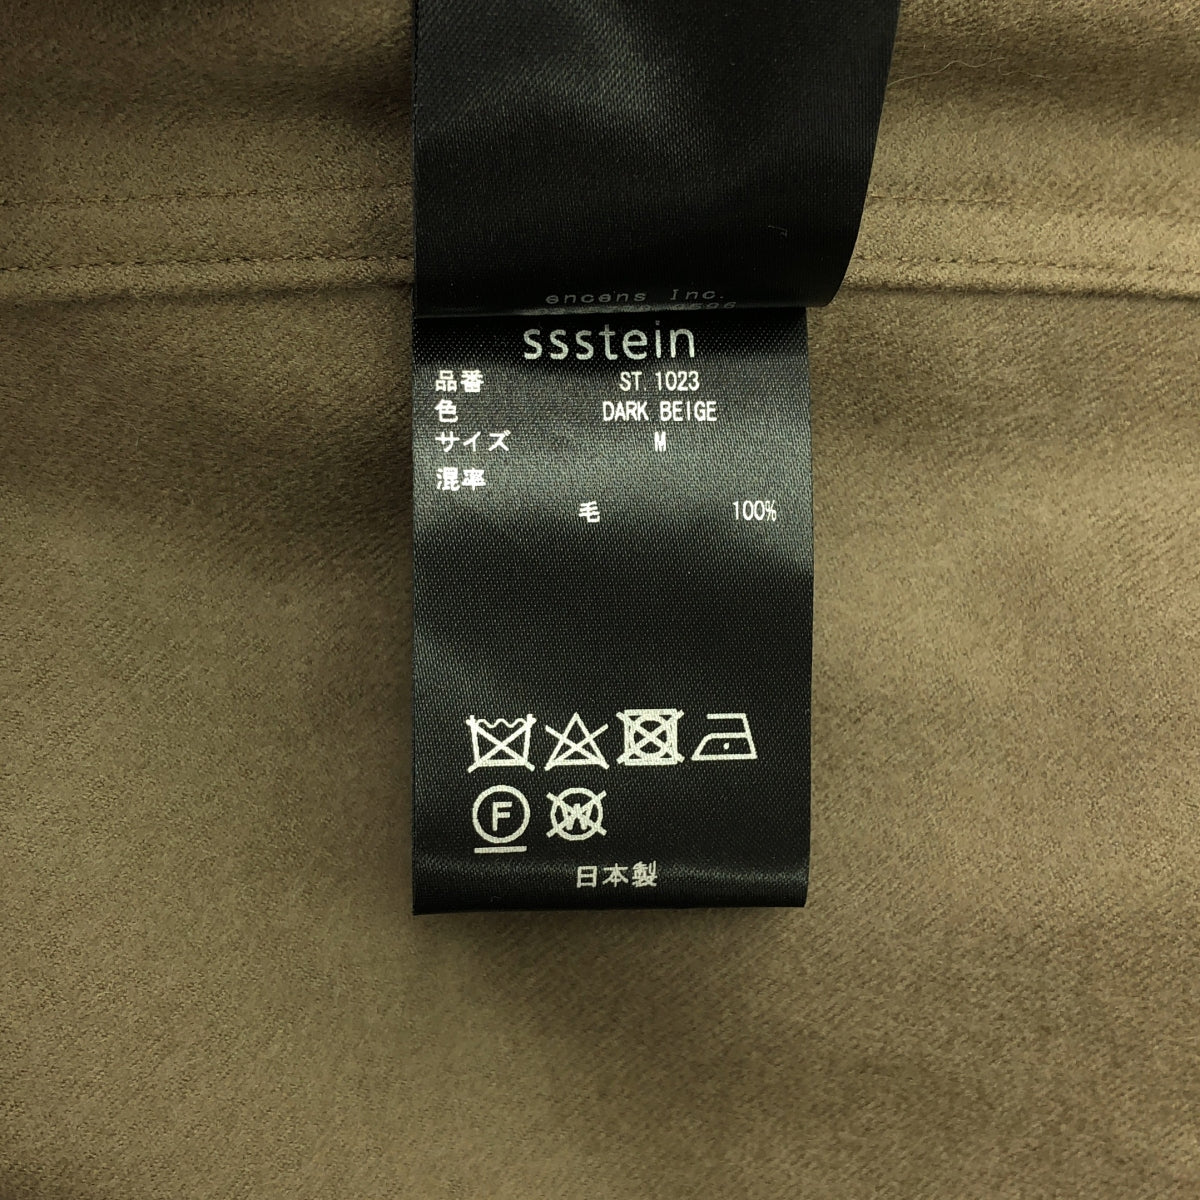 encens Inc.
ssstein
品番 ST.1023
色 DARK BEIGE
サイズ M
混率
毛 100%
F
W
日本製